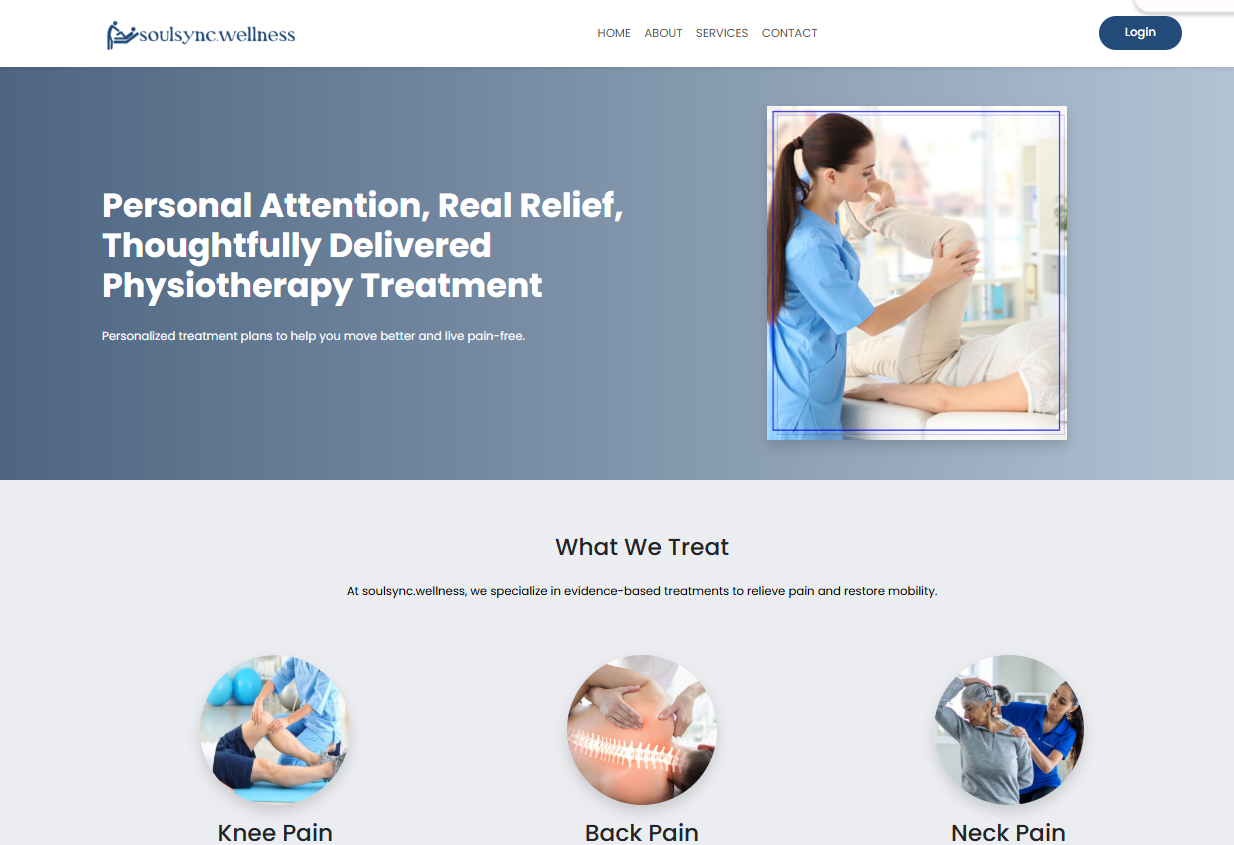 soulsync.wellness
HOME ABOUT SERVICES CONTACT
Login
Personal Attention, Real Relief,
Thoughtfully Delivered
Physiotherapy Treatment
Personalized treatment plans to help you move better and live pain-free.
What We Treat
At soulsync.wellness, we specialize in evidence-based treatments to relieve pain and restore mobility.
Knee Pain
Back Pain
Neck Pain